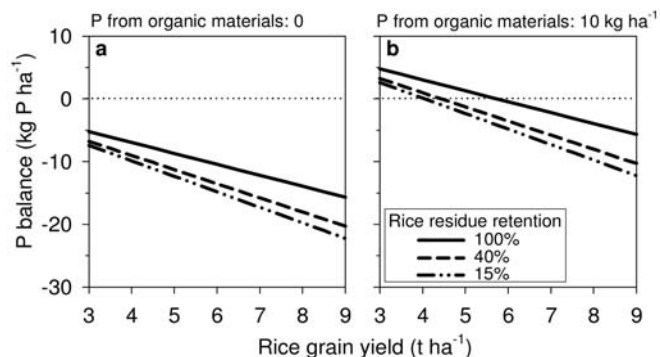 P from organic materials: 0
P from organic materials: 10 kg ha⁻¹
a
b
P balance (kg P ha⁻¹)
10
0
-10
-20
-30
Rice residue retention
100%
40%
15%
3 4 5 6 7 8 9
3 4 5 6 7 8 9
Rice grain yield (t ha⁻¹)